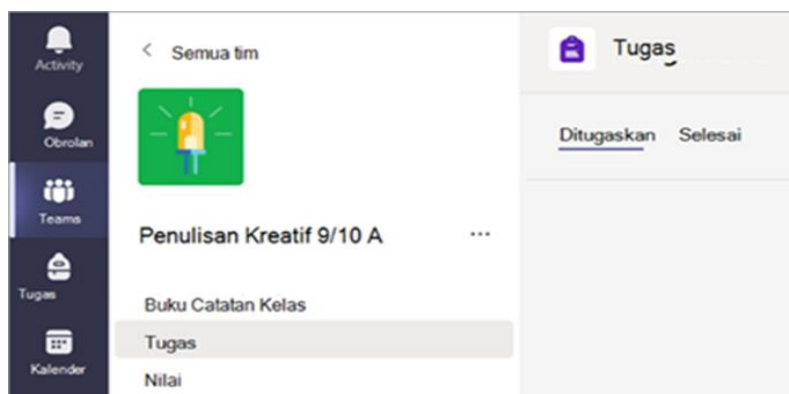 Activity
Obrolan
Teams
Tugas
Kalender
Semua tim
Penulisan Kreatif 9/10 A
Buku Catatan Kelas
Tugas
Nilai
Tugas
Ditugaskan Selesai